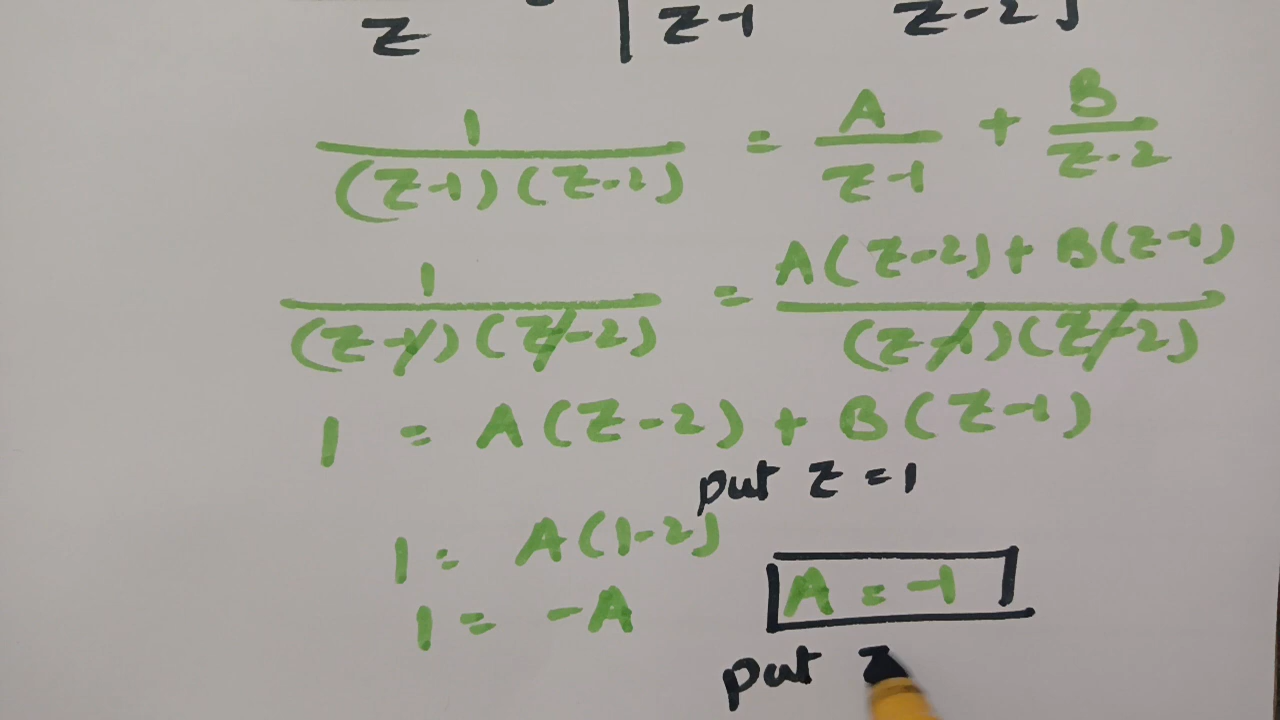 z z-1 z-2]
1/((z-1)(z-2)) = A/(z-1) + B/(z-2)
1/((z-1)(z-2)) = (A(z-2) + B(z-1))/((z-1)(z-2))
1 = A(z-2) + B(z-1)
put z = 1
1 = A(1-2)
1 = -A A = -1
put z